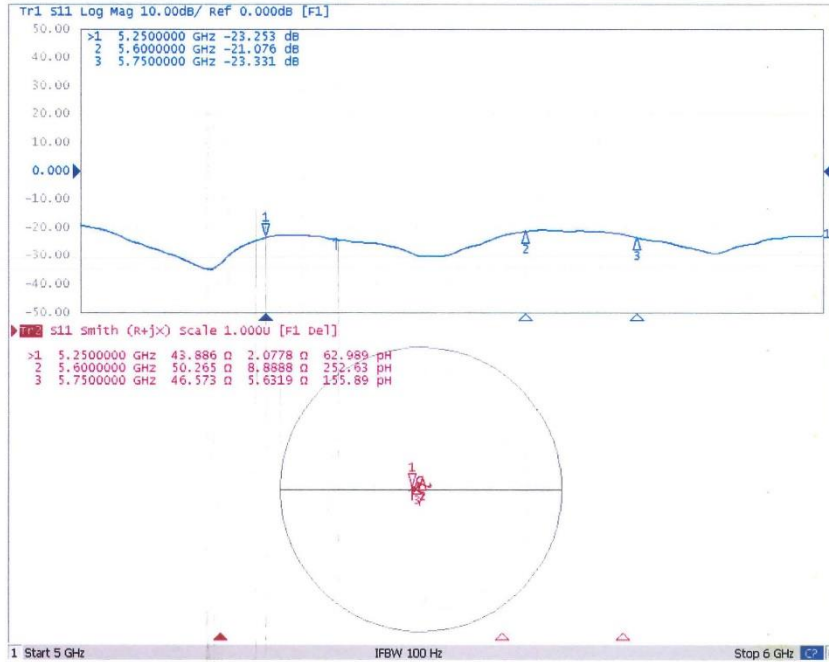 Tr1 S11 Log Mag 10.00dB/ Ref 0.000dB [F1]
50.00
>1 5.2500000 GHz -23.253 dB
2 5.6000000 GHz -21.076 dB
3 5.7500000 GHz -23.331 dB
40.00
30.00
20.00
10.00
0.000
-10.00
-20.00
-30.00
-40.00
-50.00
1
2
3
1
Tr2 S11 Smith (R+jX) Scale 1.000U [F1 Del]
>1 5.2500000 GHz 43.886 Ω 2.0778 Ω 62.989 pH
2 5.6000000 GHz 50.265 Ω 8.8888 Ω 252.63 pH
3 5.7500000 GHz 46.573 Ω 5.6319 Ω 155.89 pH
1
1 Start 5 GHz IFBW 100 Hz Stop 6 GHz C?